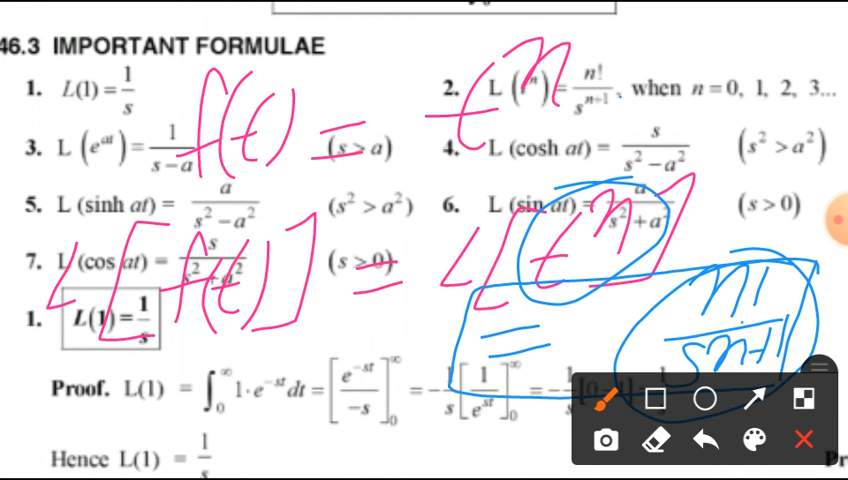 46.3 IMPORTANT FORMULAE
1. L(1) = 1/s
2. L (tⁿ) = n!/sⁿ⁺¹, when n = 0, 1, 2, 3...
3. L (eᵃᵗ) = 1/(s − a) (s > a)
4. L (cosh at) = s/(s² − a²) (s² > a²)
5. L (sinh at) = a/(s² − a²) (s² > a²)
6. L (sin at) = a/(s² + a²) (s > 0)
7. L (cos at) = s/(s² + a²) (s > 0)
f(t) = tⁿ
L[f(t)] = L[tⁿ]
= n!/sn+1
1. L(1) = 1/s
Proof. L(1) = ∫₀^∞ 1·e⁻ˢᵗ dt = [e⁻ˢᵗ/−s]₀^∞ = −1/s [1/eˢᵗ]₀^∞ = −
Hence L(1) = 1/s